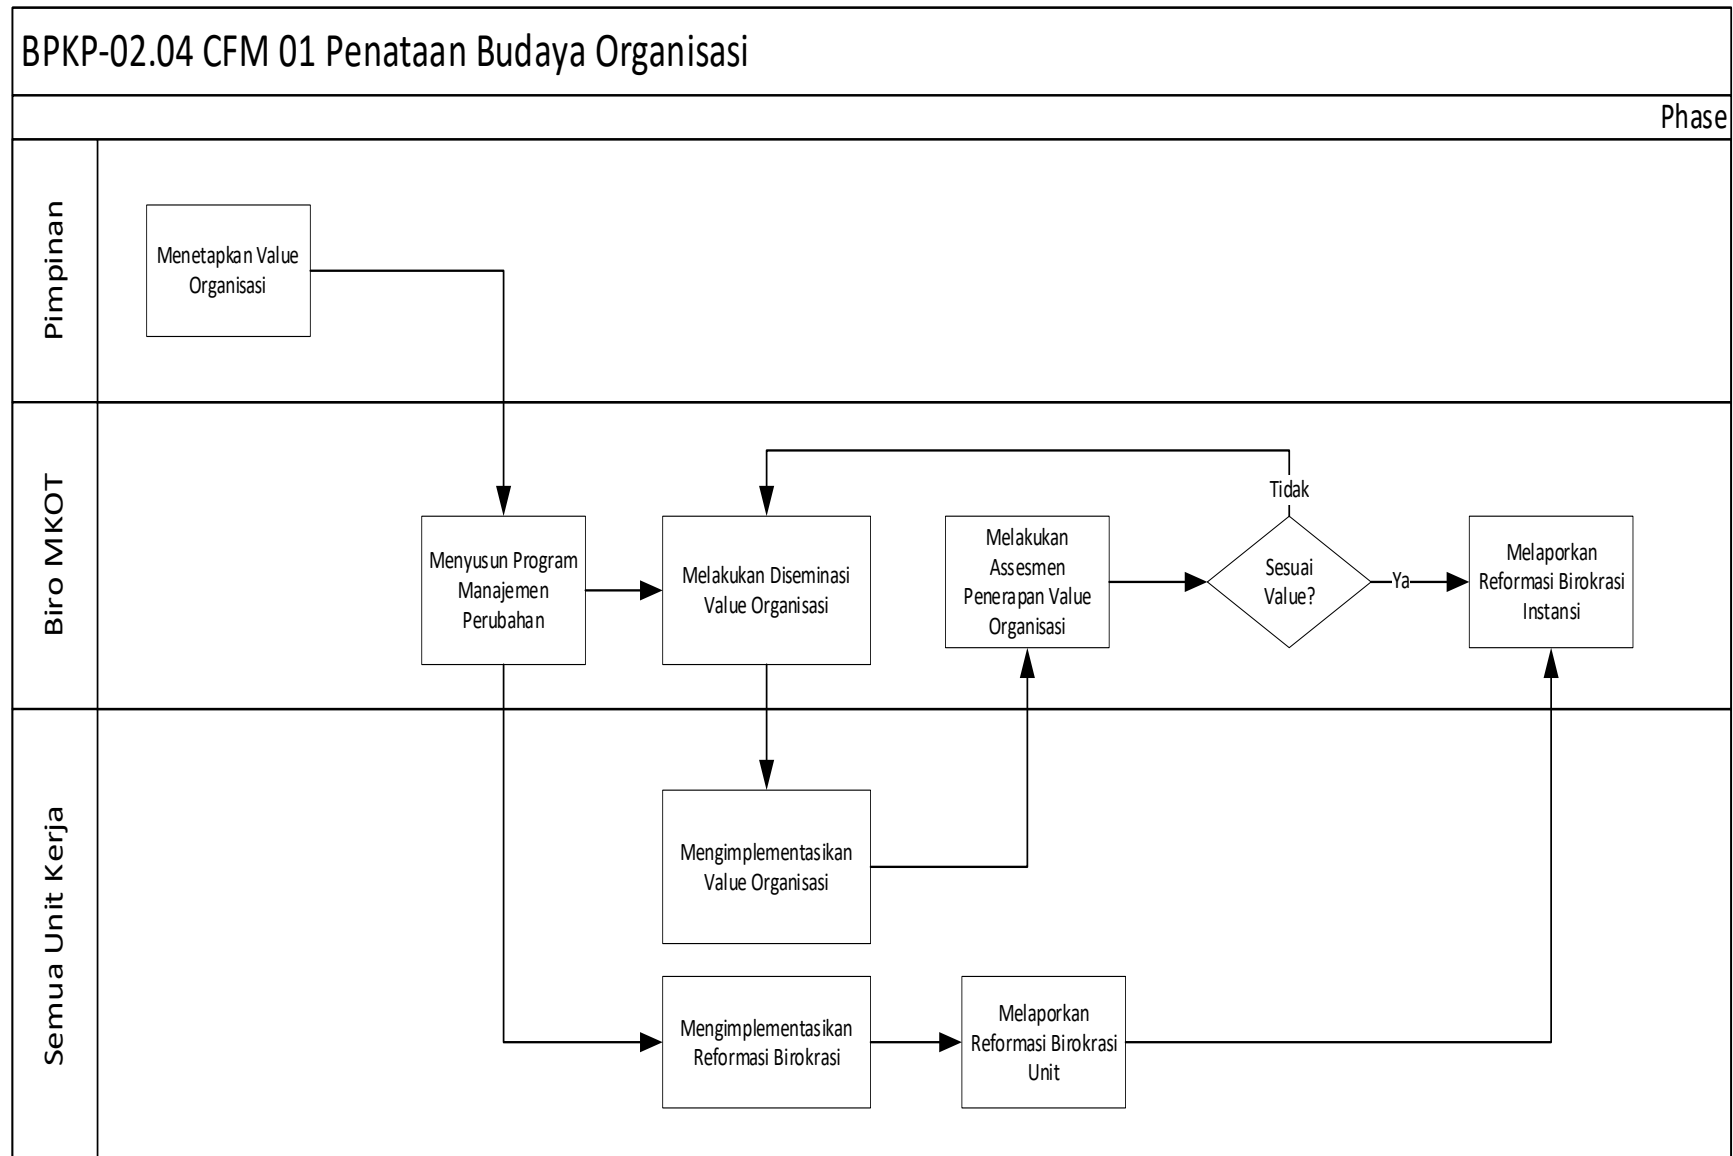 BPKP-02.04 CFM 01 Penataan Budaya Organisasi
Phase
Pimpinan
Menetapkan Value
Organisasi
Biro MKOT
Menyusun Program
Manajemen
Perubahan
Melakukan Diseminasi
Value Organisasi
Melakukan
Assesmen
Penerapan Value
Organisasi
Tidak
Sesuai
Value?
Ya
Melaporkan
Reformasi Birokrasi
Instansi
Semua Unit Kerja
Mengimplementasikan
Value Organisasi
Mengimplementasikan
Reformasi Birokrasi
Melaporkan
Reformasi Birokrasi
Unit